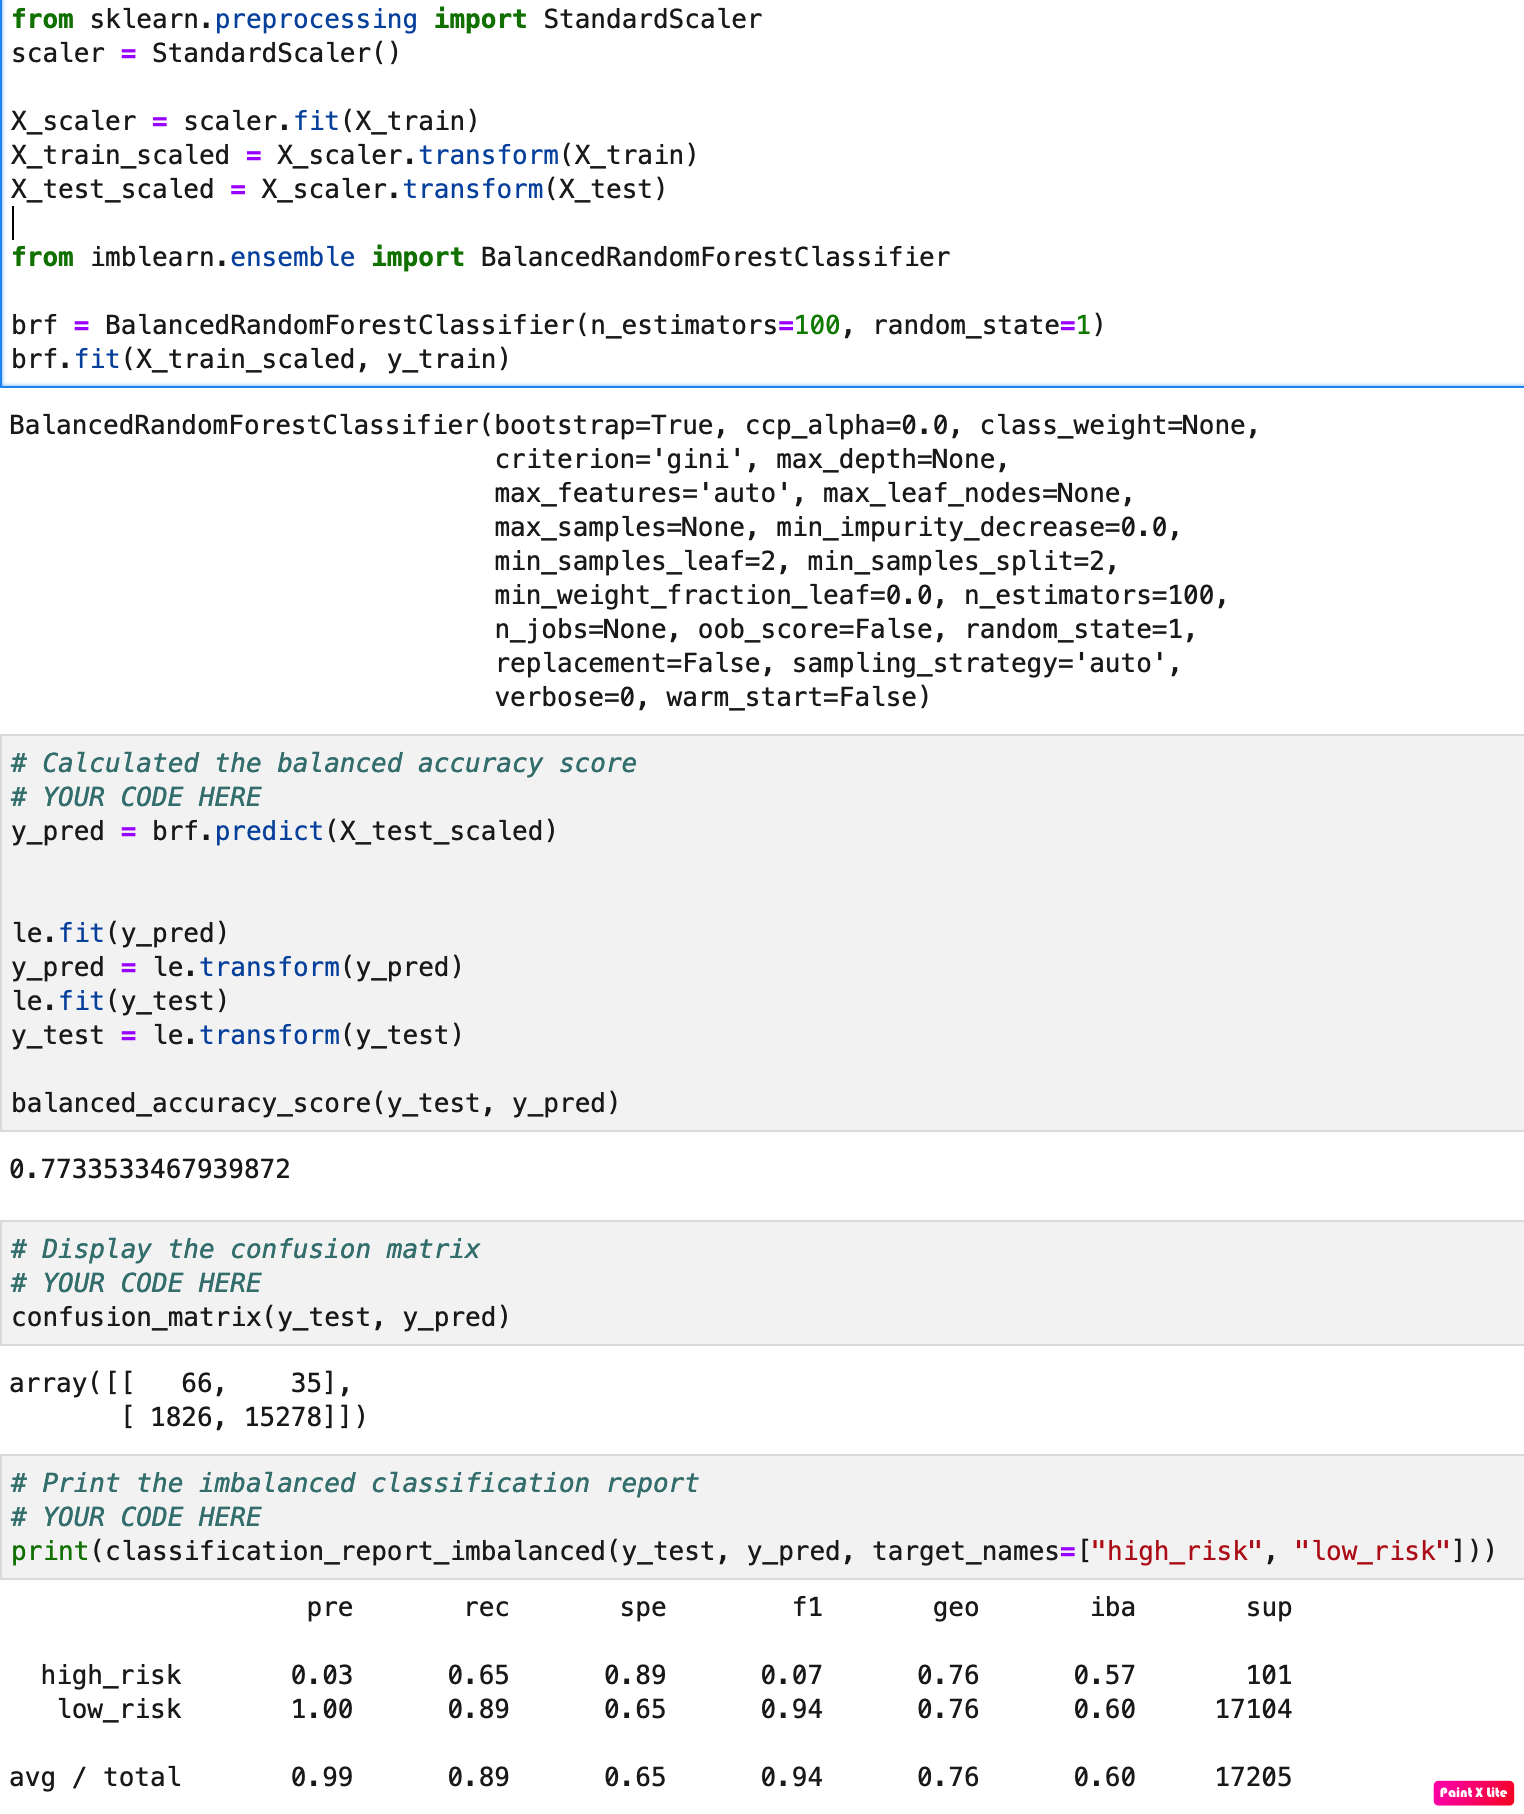 from sklearn.preprocessing import StandardScaler
scaler = StandardScaler()

X_scaler = scaler.fit(X_train)
X_train_scaled = X_scaler.transform(X_train)
X_test_scaled = X_scaler.transform(X_test)

from imblearn.ensemble import BalancedRandomForestClassifier

brf = BalancedRandomForestClassifier(n_estimators=100, random_state=1)
brf.fit(X_train_scaled, y_train)

BalancedRandomForestClassifier(bootstrap=True, ccp_alpha=0.0, class_weight=None,
                               criterion='gini', max_depth=None,
                               max_features='auto', max_leaf_nodes=None,
                               max_samples=None, min_impurity_decrease=0.0,
                               min_samples_leaf=2, min_samples_split=2,
                               min_weight_fraction_leaf=0.0, n_estimators=100,
                               n_jobs=None, oob_score=False, random_state=1,
                               replacement=False, sampling_strategy='auto',
                               verbose=0, warm_start=False)

# Calculated the balanced accuracy score
# YOUR CODE HERE
y_pred = brf.predict(X_test_scaled)

le.fit(y_pred)
y_pred = le.transform(y_pred)
le.fit(y_test)
y_test = le.transform(y_test)

balanced_accuracy_score(y_test, y_pred)

0.7733533467939872

# Display the confusion matrix
# YOUR CODE HERE
confusion_matrix(y_test, y_pred)

array([[   66,    35],
       [ 1826, 15278]])

# Print the imbalanced classification report
# YOUR CODE HERE
print(classification_report_imbalanced(y_test, y_pred, target_names=["high_risk", "low_risk"]))

                   pre       rec       spe        f1       geo       iba       sup

  high_risk       0.03      0.65      0.89      0.07      0.76      0.57       101
   low_risk       1.00      0.89      0.65      0.94      0.76      0.60     17104

avg / total       0.99      0.89      0.65      0.94      0.76      0.60     17205
Paint X Lite